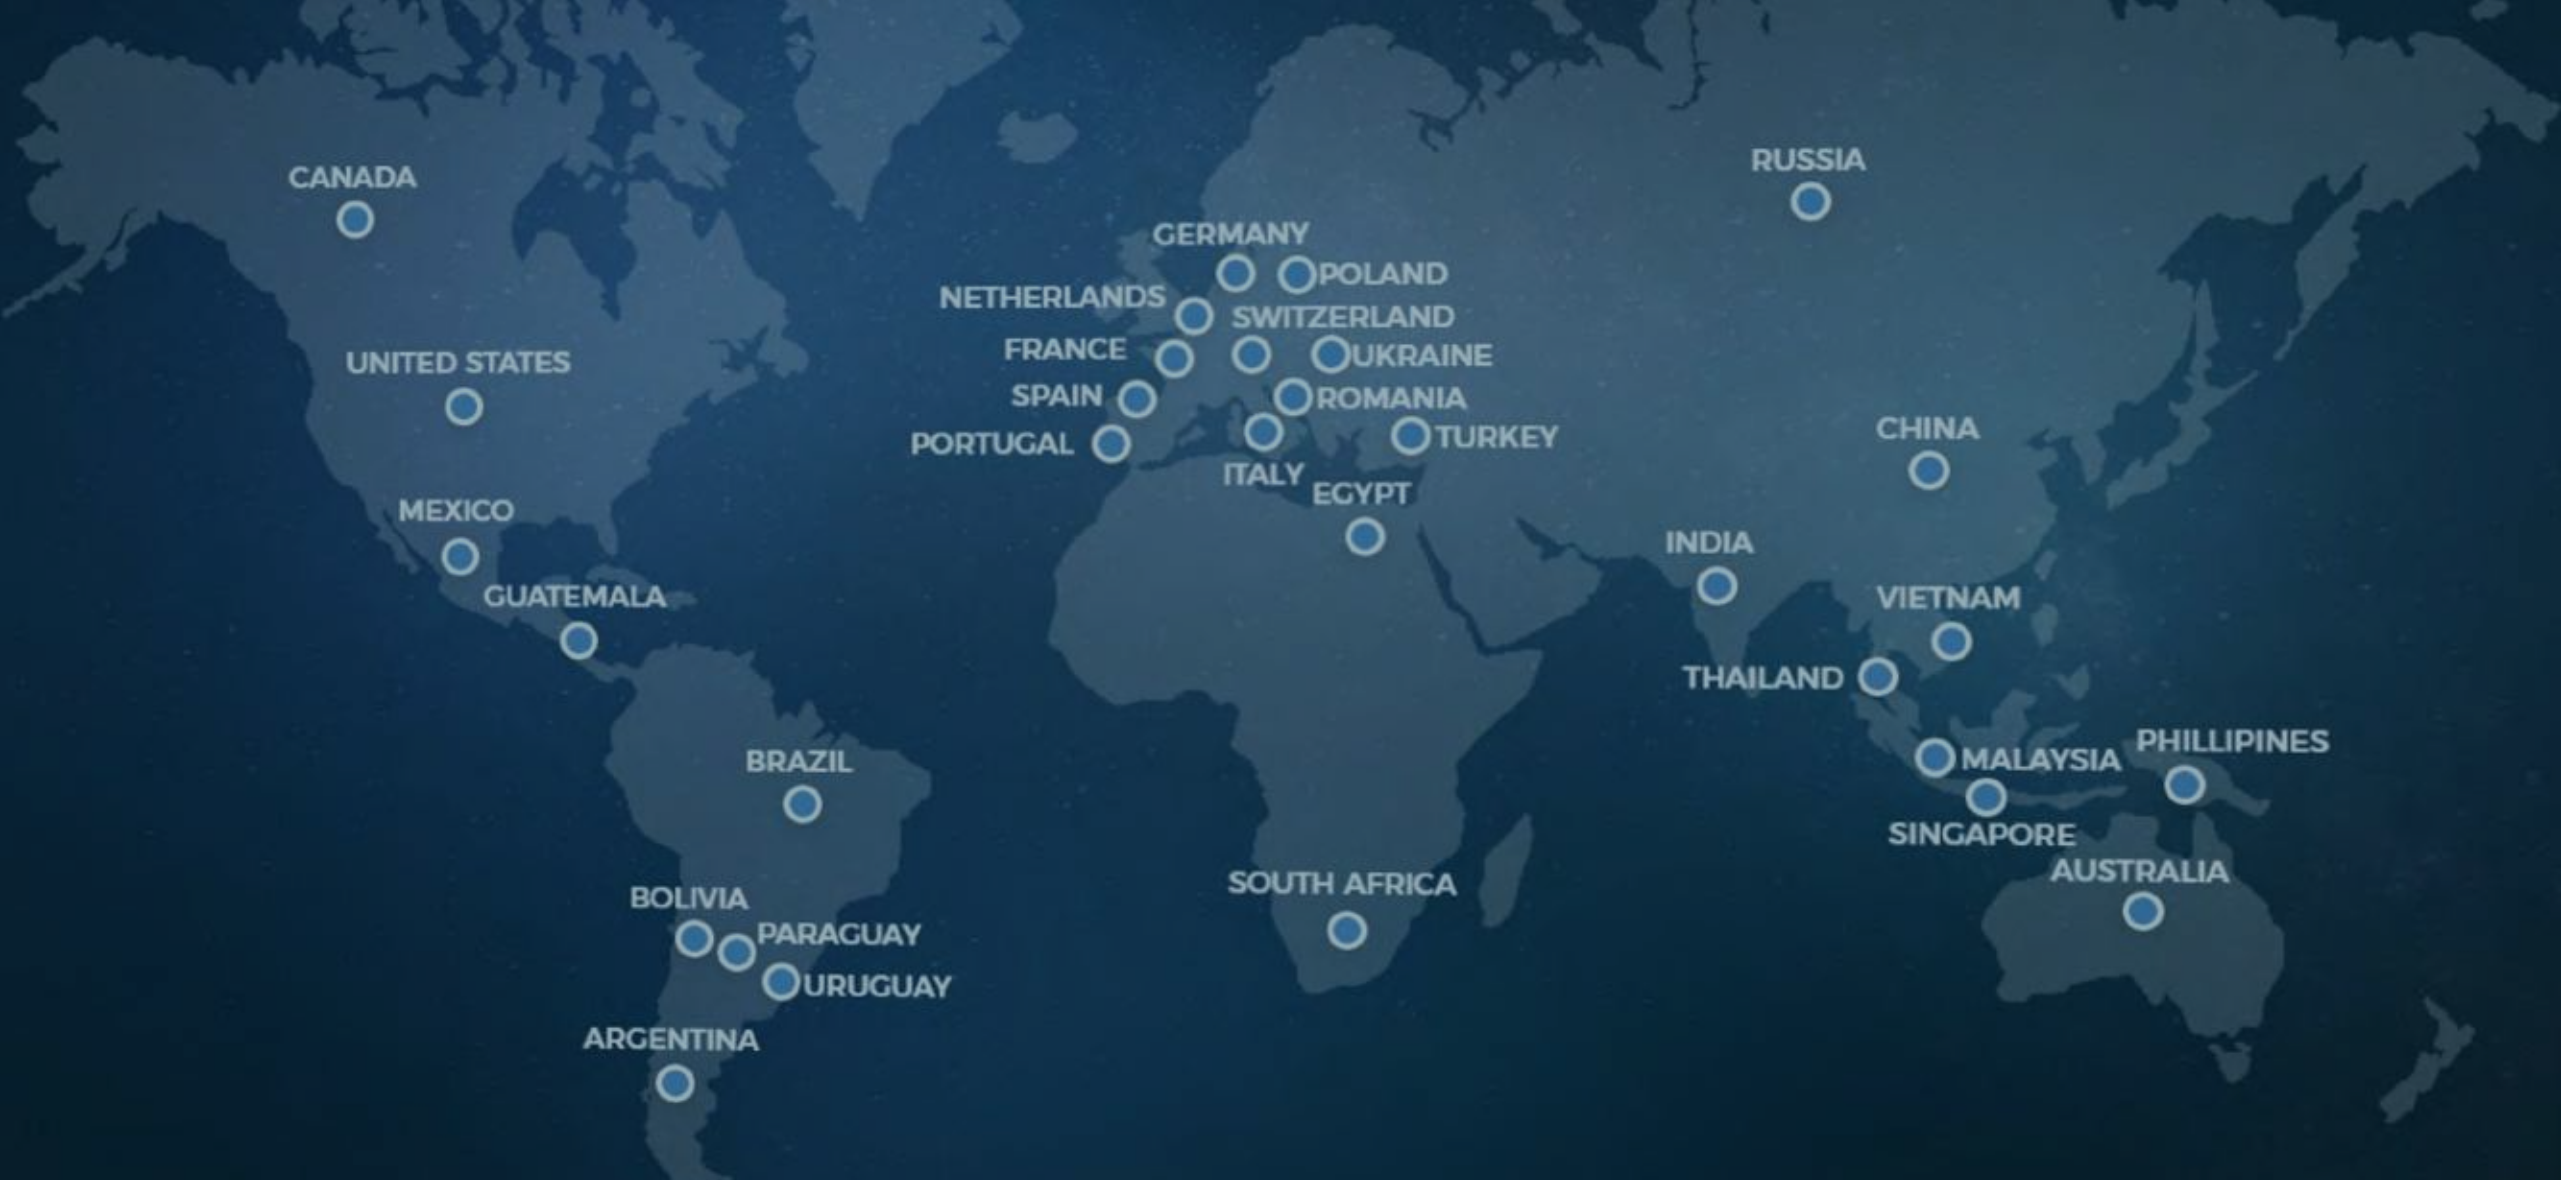 RUSSIA
CANADA
GERMANY
POLAND
NETHERLANDS
SWITZERLAND
FRANCE
UKRAINE
UNITED STATES
SPAIN
ROMANIA
PORTUGAL
TURKEY
CHINA
ITALY
EGYPT
MEXICO
INDIA
GUATEMALA
VIETNAM
THAILAND
PHILLIPINES
BRAZIL
MALAYSIA
SINGAPORE
AUSTRALIA
SOUTH AFRICA
BOLIVIA
PARAGUAY
URUGUAY
ARGENTINA